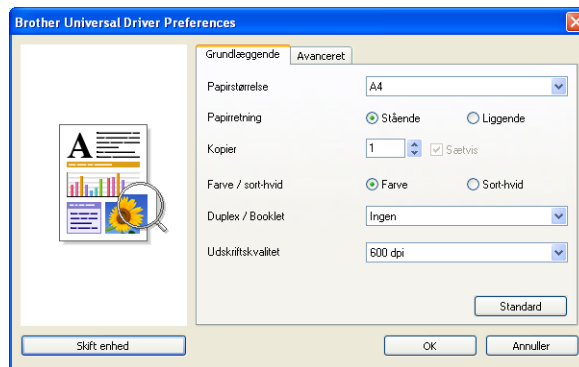 Brother Universal Driver Preferences
Grundlæggende Avanceret
Papirstørrelse A4
Papirretning Stående Liggende
Kopier 1 Sætvis
Farve / sort-hvid Farve Sort-hvid
Duplex / Booklet Ingen
Udskriftskvalitet 600 dpi
Standard
Skift enhed OK Annuller
A